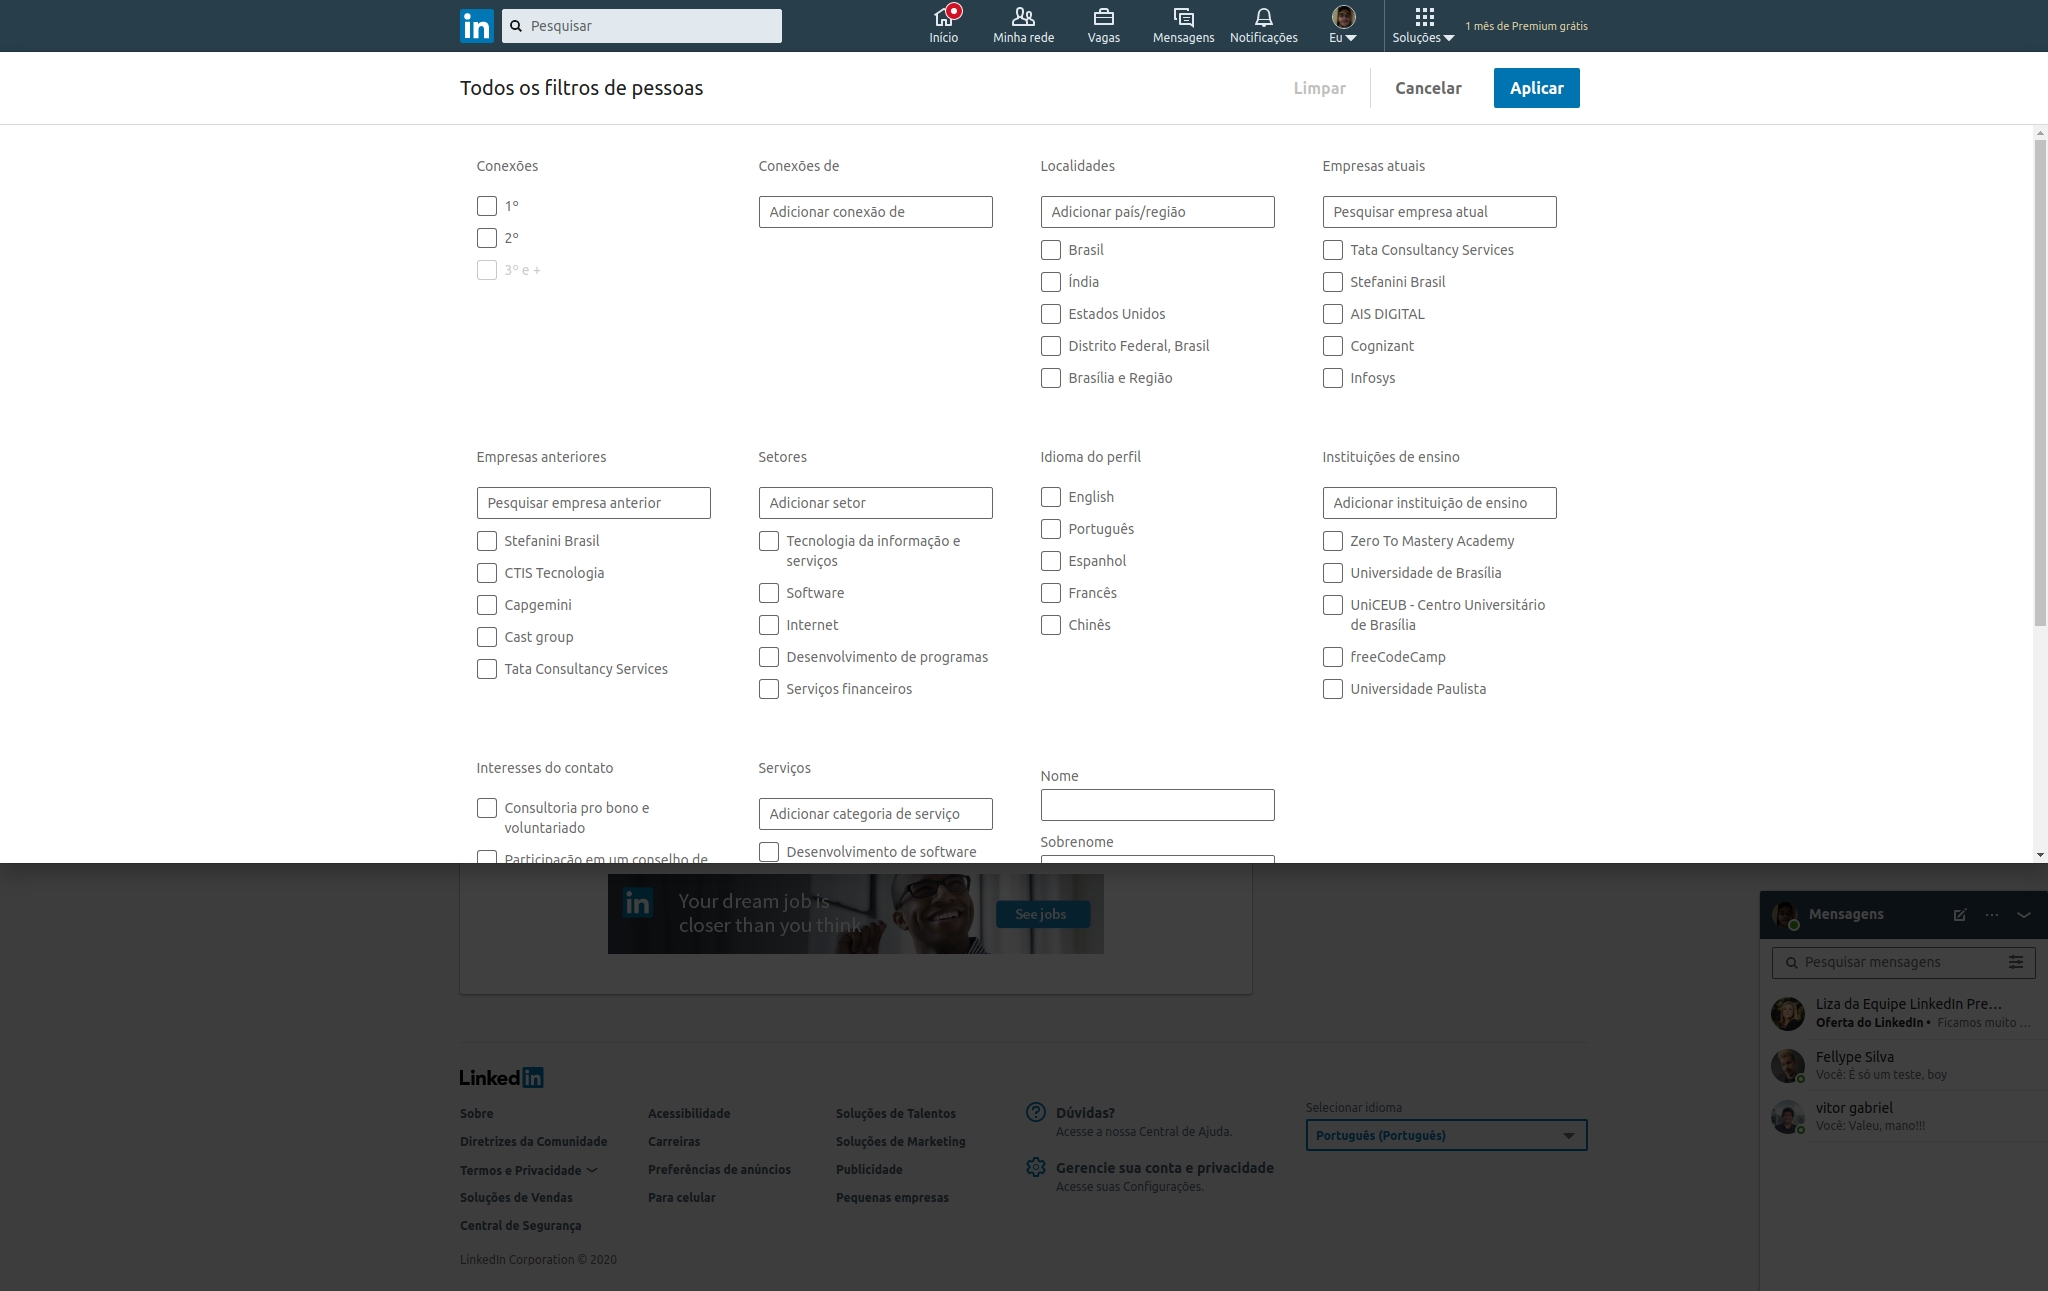 in
Pesquisar
Início
Minha rede
Vagas
Mensagens
Notificações
Eu
Soluções
1 mês de Premium grátis
Todos os filtros de pessoas
Limpar
Cancelar
Aplicar
Conexões
1º
2º
3º e +
Conexões de
Adicionar conexão de
Localidades
Adicionar país/região
Brasil
Índia
Estados Unidos
Distrito Federal, Brasil
Brasília e Região
Empresas atuais
Pesquisar empresa atual
Tata Consultancy Services
Stefanini Brasil
AIS DIGITAL
Cognizant
Infosys
Empresas anteriores
Pesquisar empresa anterior
Stefanini Brasil
CTIS Tecnologia
Capgemini
Cast group
Tata Consultancy Services
Setores
Adicionar setor
Tecnologia da informação e
serviços
Software
Internet
Desenvolvimento de programas
Serviços financeiros
Idioma do perfil
English
Português
Espanhol
Francês
Chinês
Instituições de ensino
Adicionar instituição de ensino
Zero To Mastery Academy
Universidade de Brasília
UniCEUB - Centro Universitário
de Brasília
freeCodeCamp
Universidade Paulista
Interesses do contato
Consultoria pro bono e
voluntariado
Participação em um conselho de
Serviços
Adicionar categoria de serviço
Desenvolvimento de software
Nome
Sobrenome
in
Your dream job is
closer than you think
See jobs
Mensagens
Pesquisar mensagens
Liza da Equipe LinkedIn Pre...
Oferta do LinkedIn • Ficamos muito ...
Fellype Silva
Você: É só um teste, boy
vitor gabriel
Você: Valeu, mano!!!
Linked in
Sobre
Diretrizes da Comunidade
Termos e Privacidade
Soluções de Vendas
Central de Segurança
Acessibilidade
Carreiras
Preferências de anúncios
Para celular
Soluções de Talentos
Soluções de Marketing
Publicidade
Pequenas empresas
Dúvidas?
Acesse a nossa Central de Ajuda.
Gerencie sua conta e privacidade
Acesse suas Configurações.
Selecionar idioma
Português (Português)
LinkedIn Corporation © 2020